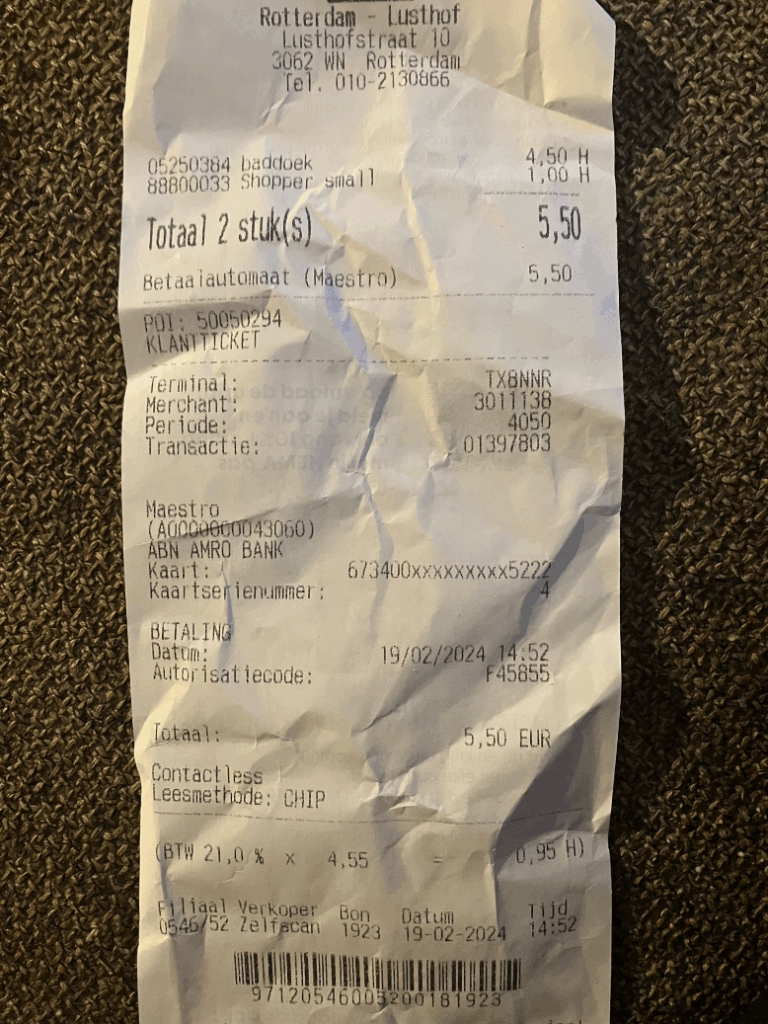 Rotterdam - Lusthof
Lusthofstraat 10
3062 WN Rotterdam
Tel. 010-2130866
05250384 baddoek 4,50 H
88800033 Shopper small 1,00 H
Totaal 2 stuk(s) 5,50
Betaalautomaat (Maestro) 5,50
POI: 50050294
KLANTTICKET
Terminal: TX8NNR
Merchant: 3011138
Periode: 4050
Transactie: 01397803
Maestro
(A0000000043060)
ABN AMRO BANK
Kaart: 673400xxxxxxxxx5222
Kaartserienummer: 4
BETALING
Datum: 19/02/2024 14:52
Autorisatiecode: F45855
Totaal: 5,50 EUR
Contactless
Leesmethode: CHIP
(BTW 21,0 % x 4,55 = 0,95 H)
Filiaal Verkoper Bon Datum Tijd
0546/52 Zelfscan 1923 19-02-2024 14:52
97120546005200181923